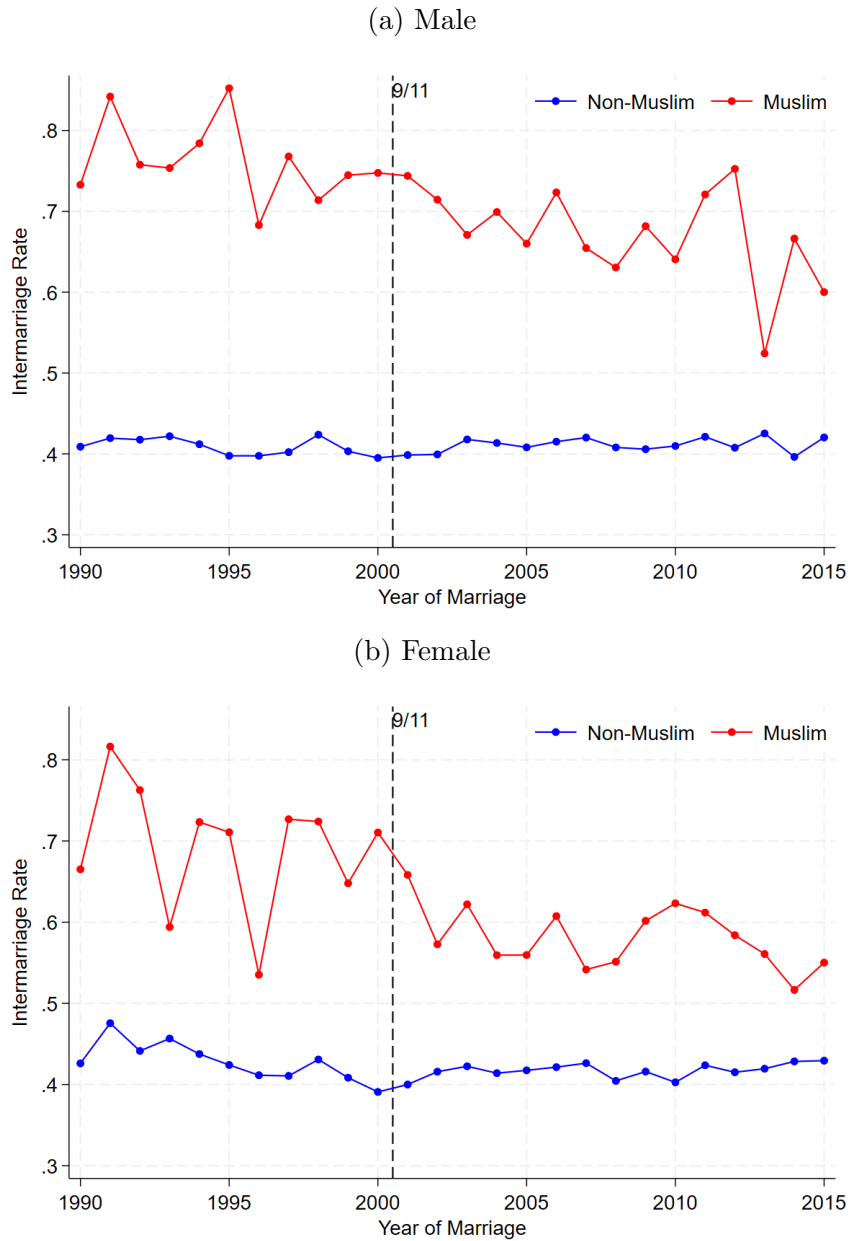 (a) Male
9/11
Non-Muslim Muslim
.8
.7
.6
.5
.4
.3
Intermarriage Rate
1990 1995 2000 2005 2010 2015
Year of Marriage
(b) Female
9/11
Non-Muslim Muslim
.8
.7
.6
.5
.4
.3
Intermarriage Rate
1990 1995 2000 2005 2010 2015
Year of Marriage